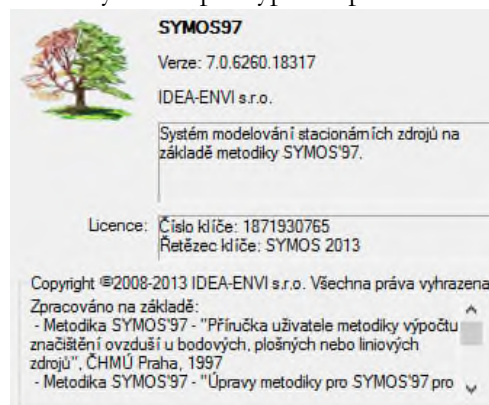 SYMOS97
Verze: 7.0.6260.18317
IDEA-ENVI s.r.o.
Systém modelování stacionárních zdrojů na
základě metodiky SYMOS'97.
Licence: Číslo klíče: 1871930765
Řetězec klíče: SYMOS 2013
Copyright ©2008-2013 IDEA-ENVI s.r.o. Všechna práva vyhrazena
Zpracováno na základě:
- Metodika SYMOS'97 - "Příručka uživatele metodiky výpočtu
značištění ovzduší u bodových, plošných nebo liniových
zdrojů", ČHMÚ Praha, 1997
- Metodika SYMOS'97 - "Úpravy metodiky pro SYMOS'97 pro